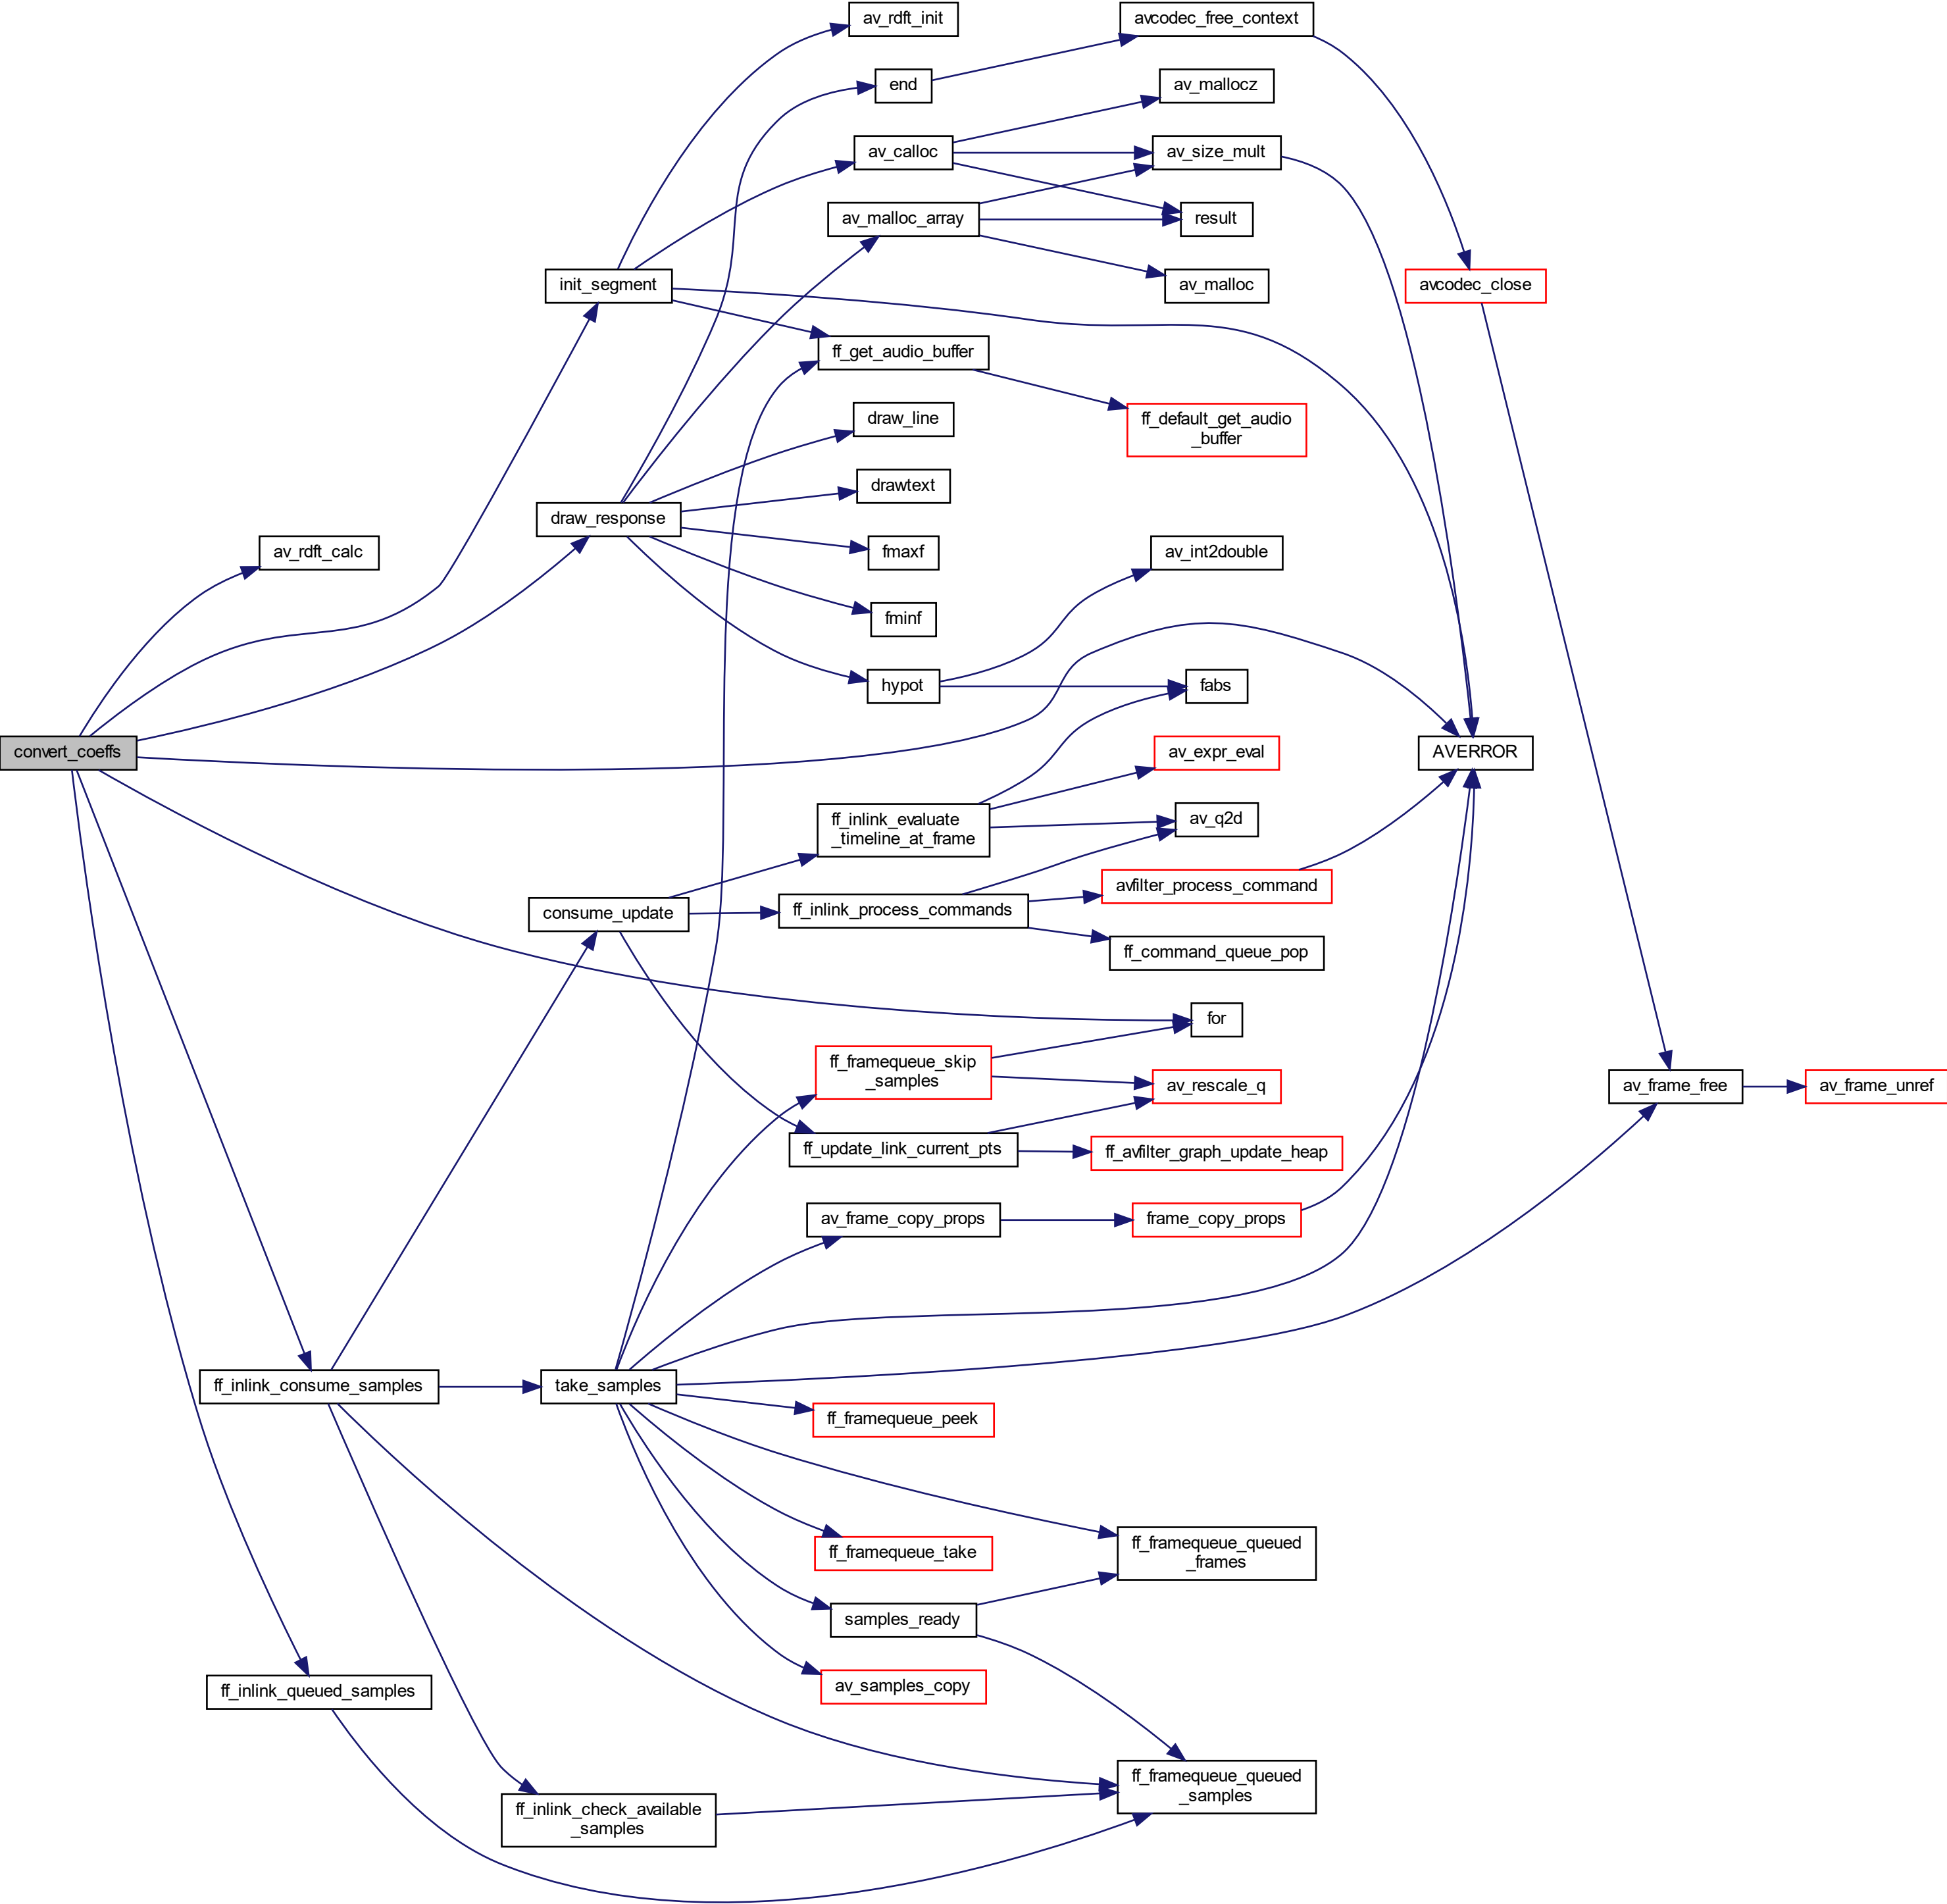 av_rdft_init
avcodec_free_context
end
av_mallocz
av_calloc
av_size_mult
av_malloc_array
result
init_segment
av_malloc
avcodec_close
ff_get_audio_buffer
ff_default_get_audio
_buffer
draw_line
drawtext
draw_response
av_rdft_calc
fmaxf
av_int2double
fminf
hypot
fabs
convert_coeffs
av_expr_eval
AVERROR
ff_inlink_evaluate
_timeline_at_frame
av_q2d
avfilter_process_command
consume_update
ff_inlink_process_commands
ff_command_queue_pop
for
ff_framequeue_skip
_samples
av_rescale_q
av_frame_free
av_frame_unref
ff_update_link_current_pts
ff_avfilter_graph_update_heap
av_frame_copy_props
frame_copy_props
ff_inlink_consume_samples
take_samples
ff_framequeue_peek
ff_framequeue_take
ff_framequeue_queued
_frames
samples_ready
ff_inlink_queued_samples
av_samples_copy
ff_framequeue_queued
_samples
ff_inlink_check_available
_samples